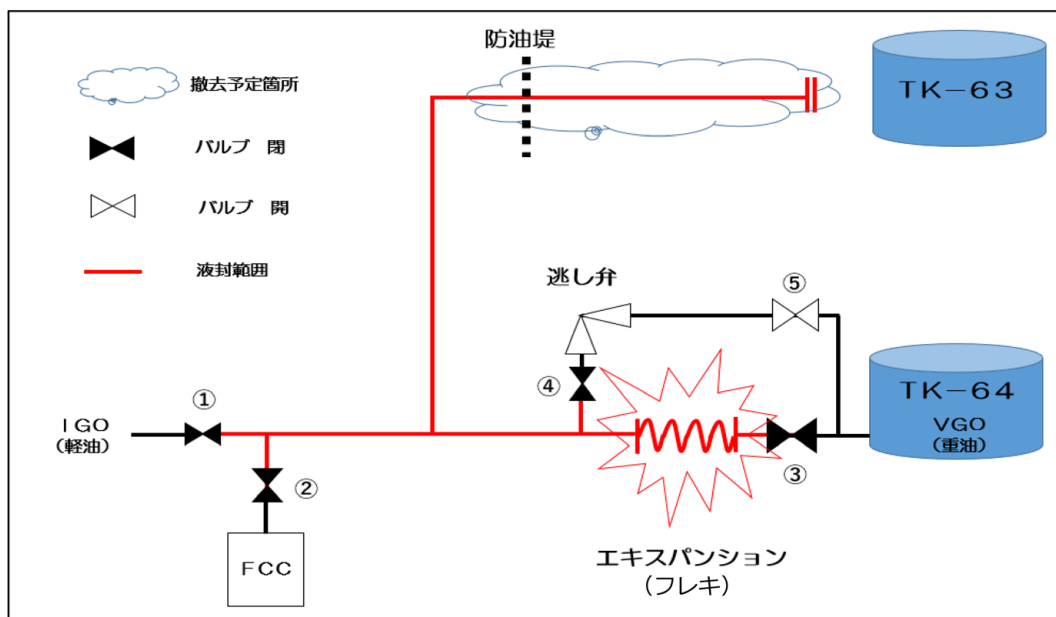 防油堤
撤去予定箇所
バルブ 閉
バルブ 開
液封範囲
TK-63
逃し弁
⑤
④
①
IGO
(軽油)
②
FCC
TK-64
VGO
(重油)
③
エキスパンション
(フレキ)